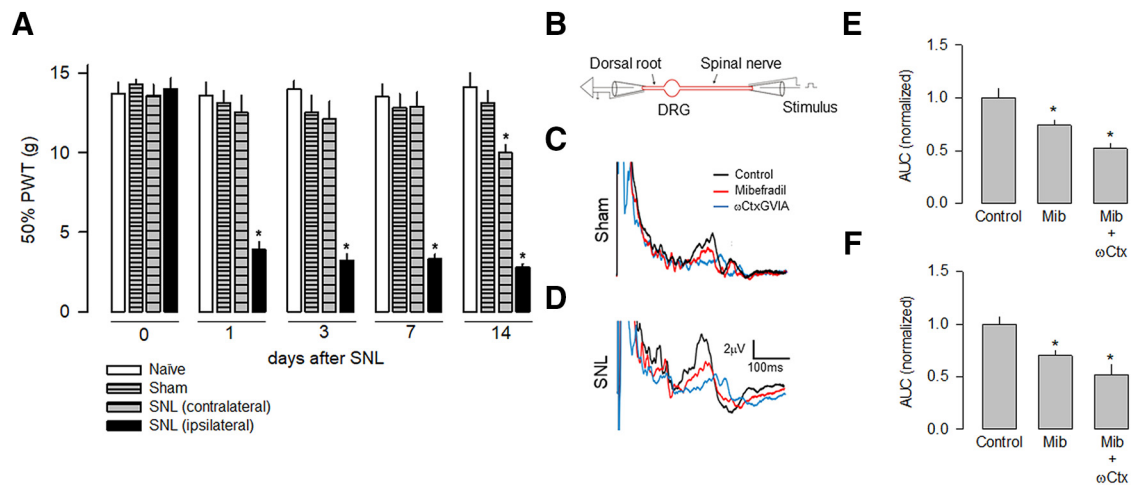 A
15
10
5
0
50% PWT (g)
*
*
*
*
*
0 1 3 7 14
days after SNL
Naïve
Sham
SNL (contralateral)
SNL (ipsilateral)
B
Dorsal root
Spinal nerve
DRG
Stimulus
C
Sham
Control
Mibefradil
ωCtxGVIA
D
SNL
2μV
100ms
E
AUC (normalized)
1.5
1.0
0.5
0.0
*
*
Control Mib Mib
+
ωCtx
F
AUC (normalized)
1.5
1.0
0.5
0.0
*
*
Control Mib Mib
+
ωCtx